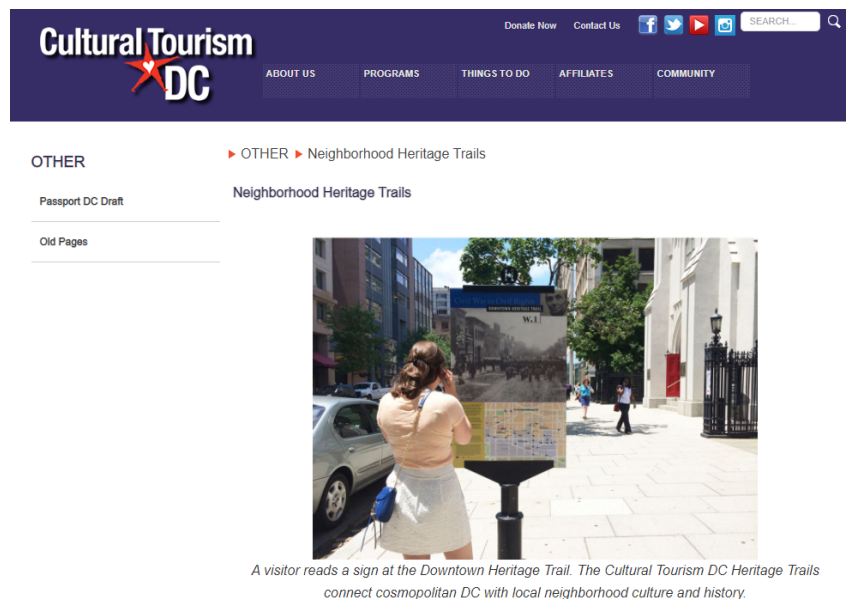 Donate Now
Contact Us
SEARCH...
Cultural Tourism
DC
ABOUT US
PROGRAMS
THINGS TO DO
AFFILIATES
COMMUNITY
OTHER
Passport DC Draft
Old Pages
OTHER Neighborhood Heritage Trails
Neighborhood Heritage Trails
Civil War to Civil Rights
DOWNTOWN HERITAGE TRAIL
W.1
A visitor reads a sign at the Downtown Heritage Trail. The Cultural Tourism DC Heritage Trails
connect cosmopolitan DC with local neighborhood culture and history.